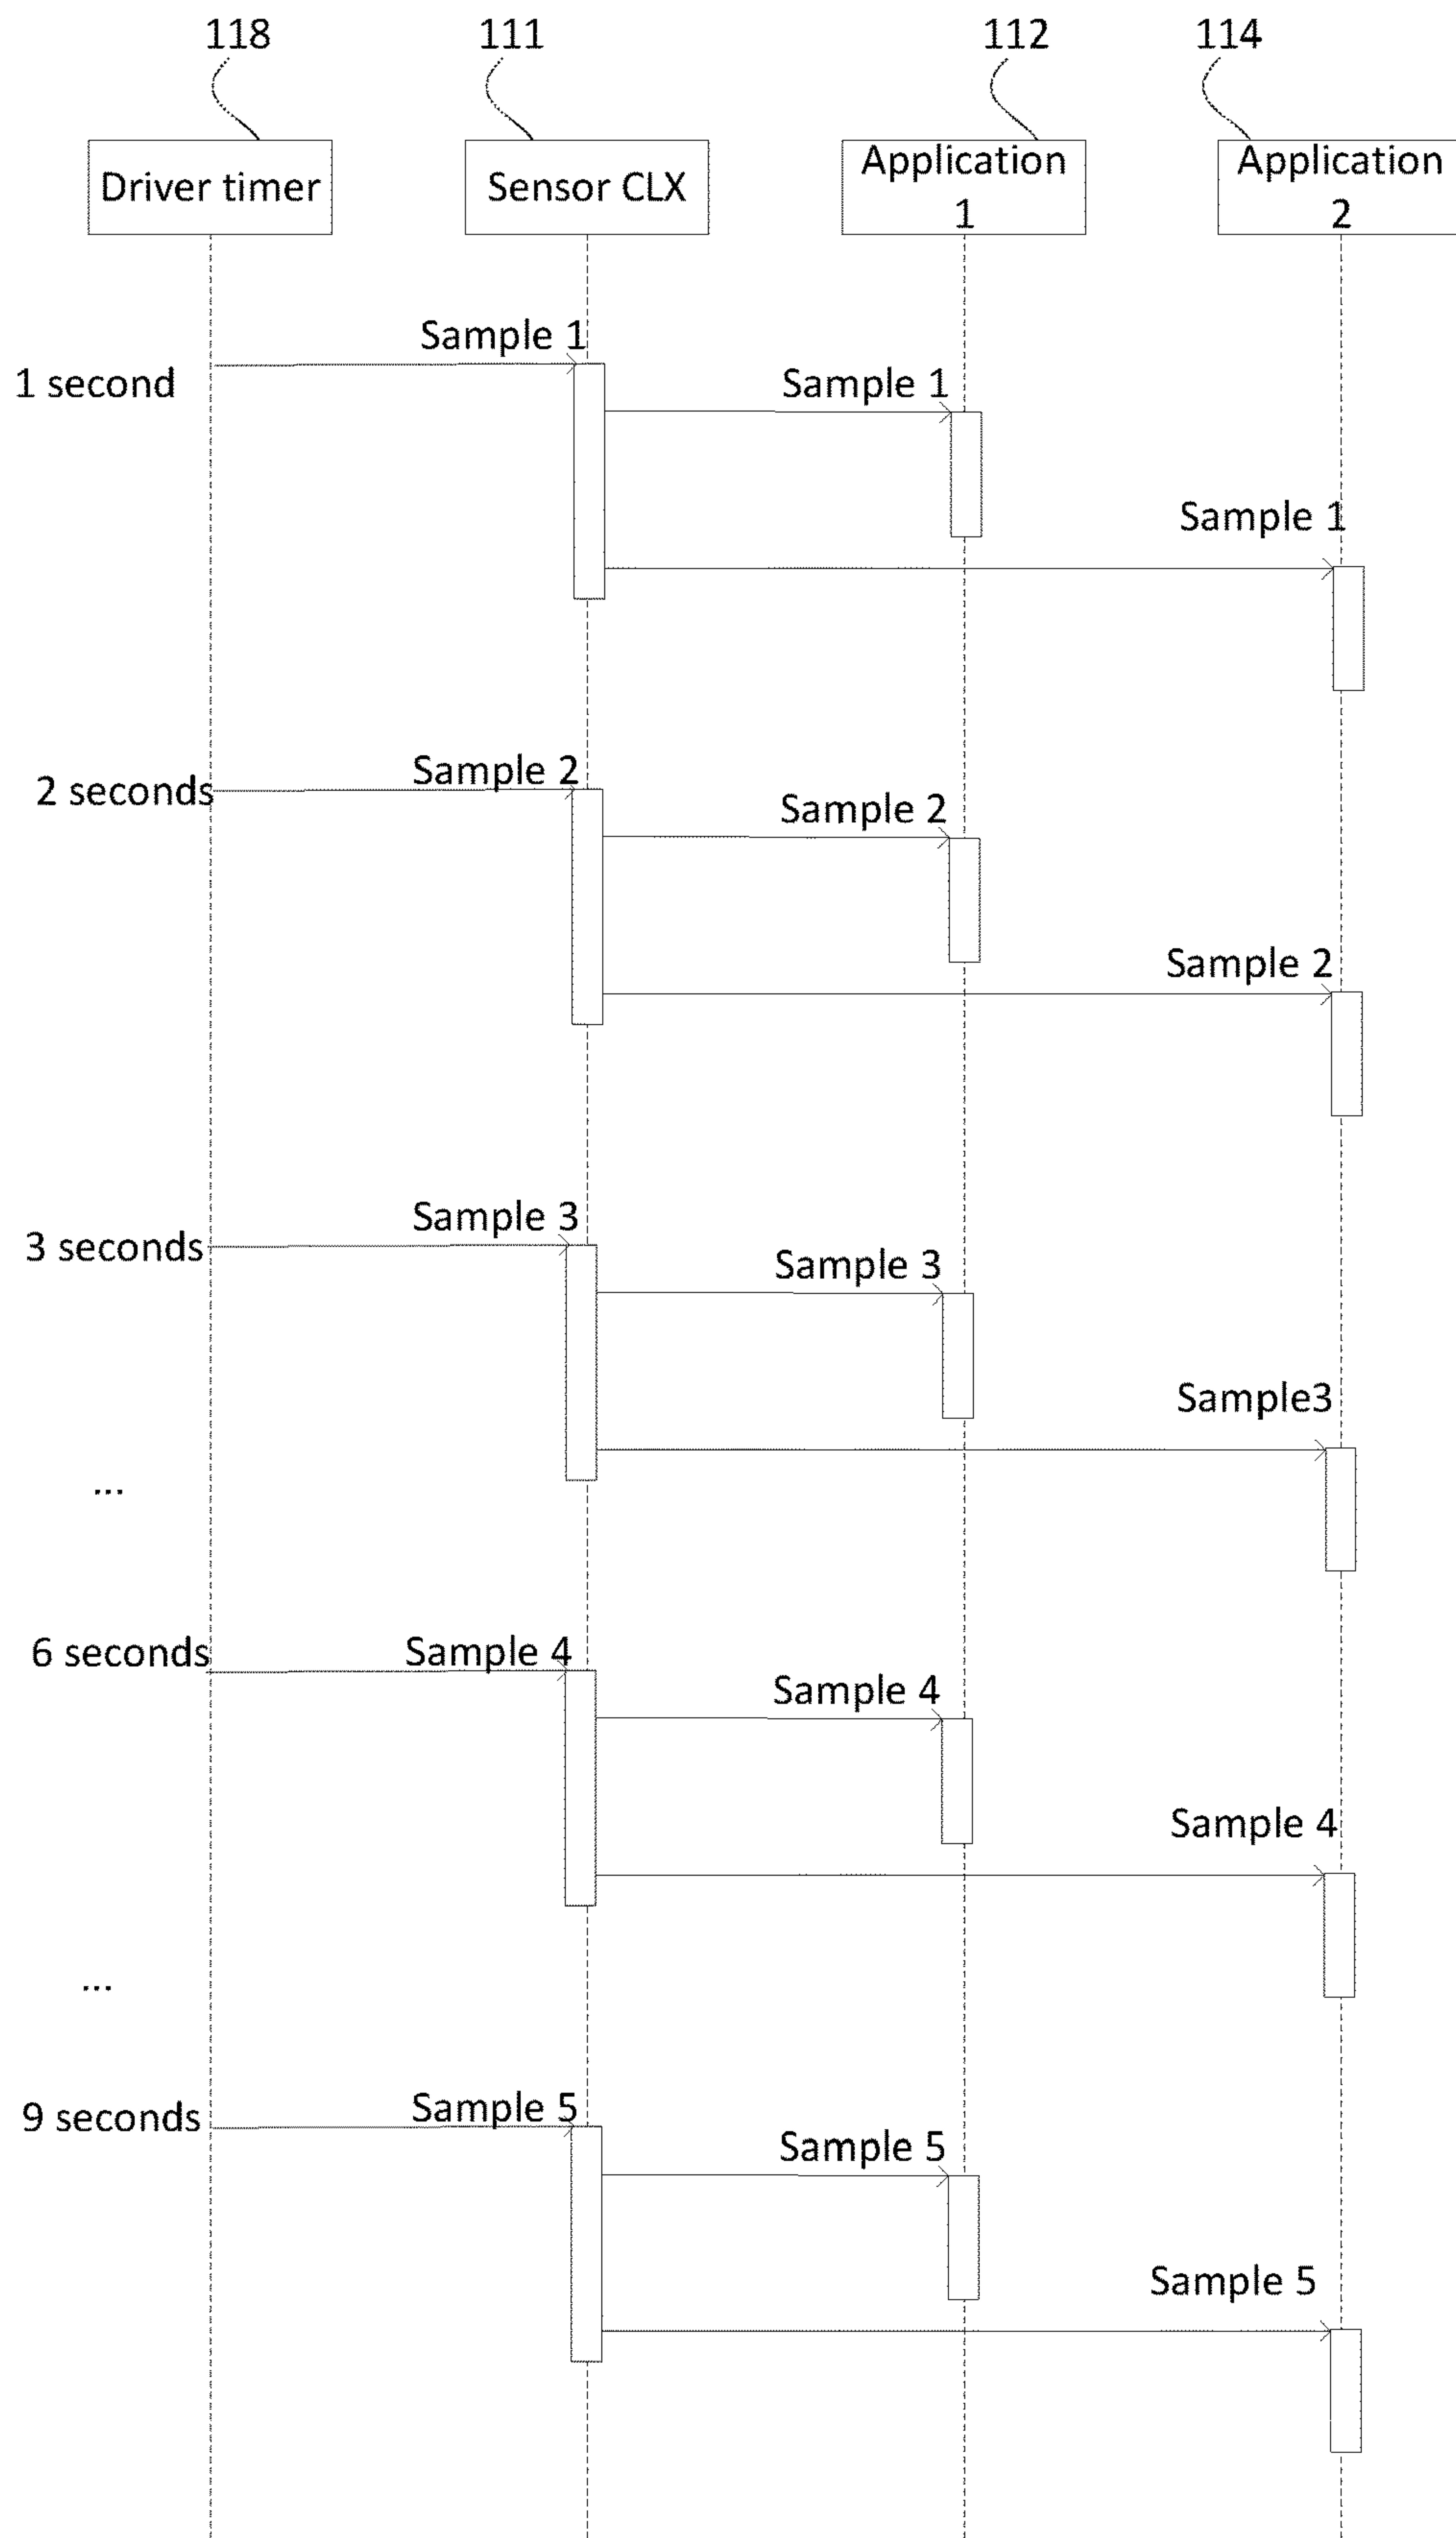 118
111
112
114
Driver timer
Sensor CLX
Application
1
Application
2
Sample 1
1 second
Sample 1
Sample 1
Sample 2
2 seconds
Sample 2
Sample 2
Sample 3
3 seconds
Sample 3
Sample3
...
Sample 4
6 seconds
Sample 4
Sample 4
...
Sample 5
9 seconds
Sample 5
Sample 5